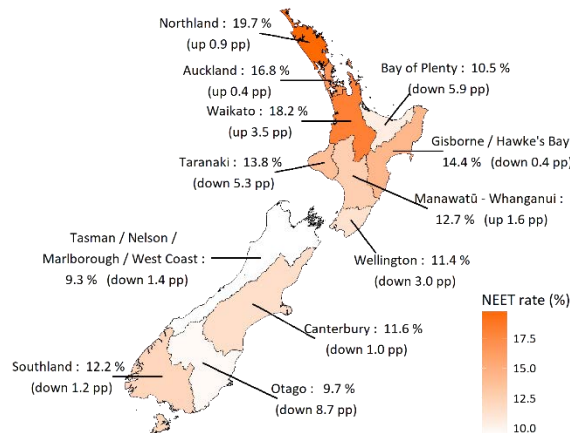 Northland : 19.7 %
(up 0.9 pp)
Auckland : 16.8 %
(up 0.4 pp)
Bay of Plenty : 10.5 %
(down 5.9 pp)
Waikato : 18.2 %
(up 3.5 pp)
Gisborne / Hawke's Bay
14.4 % (down 0.4 pp)
Taranaki : 13.8 %
(down 5.3 pp)
Manawatū - Whanganui :
12.7 % (up 1.6 pp)
Tasman / Nelson /
Marlborough / West Coast :
9.3 % (down 1.4 pp)
Wellington : 11.4 %
(down 3.0 pp)
Canterbury : 11.6 %
(down 1.0 pp)
Southland : 12.2 %
(down 1.2 pp)
Otago : 9.7 %
(down 8.7 pp)
NEET rate (%)
17.5
15.0
12.5
10.0